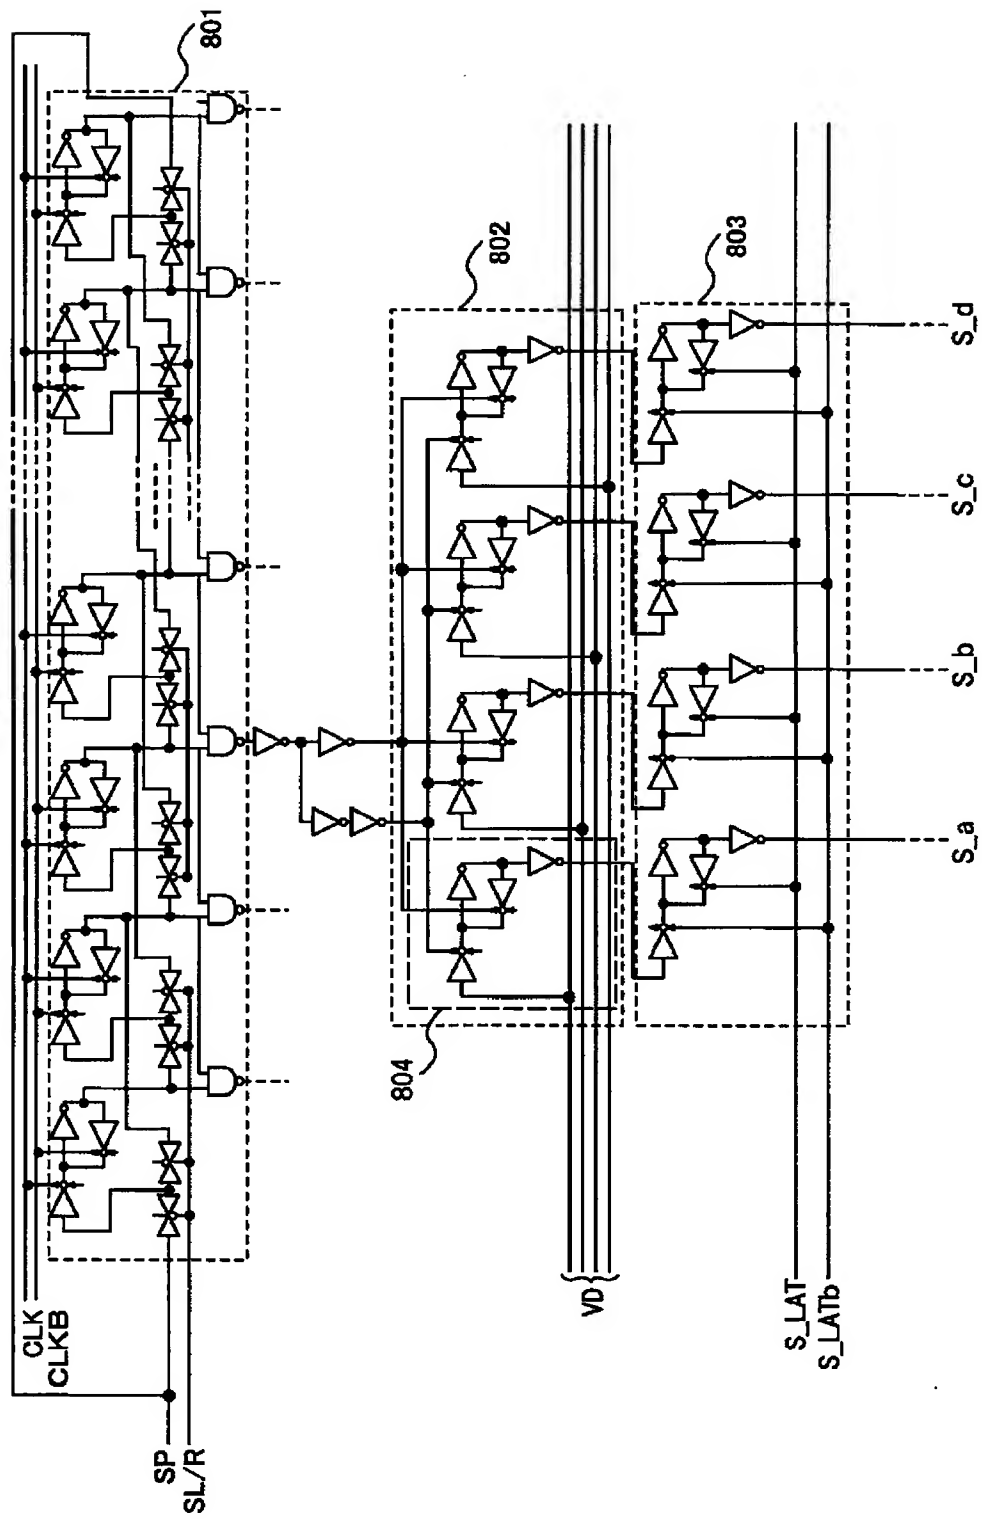 CLK
CLKB
SP
SL/R
801
802
803
804
VD
S_LAT
S_LATb
S_a
S_b
S_c
S_d